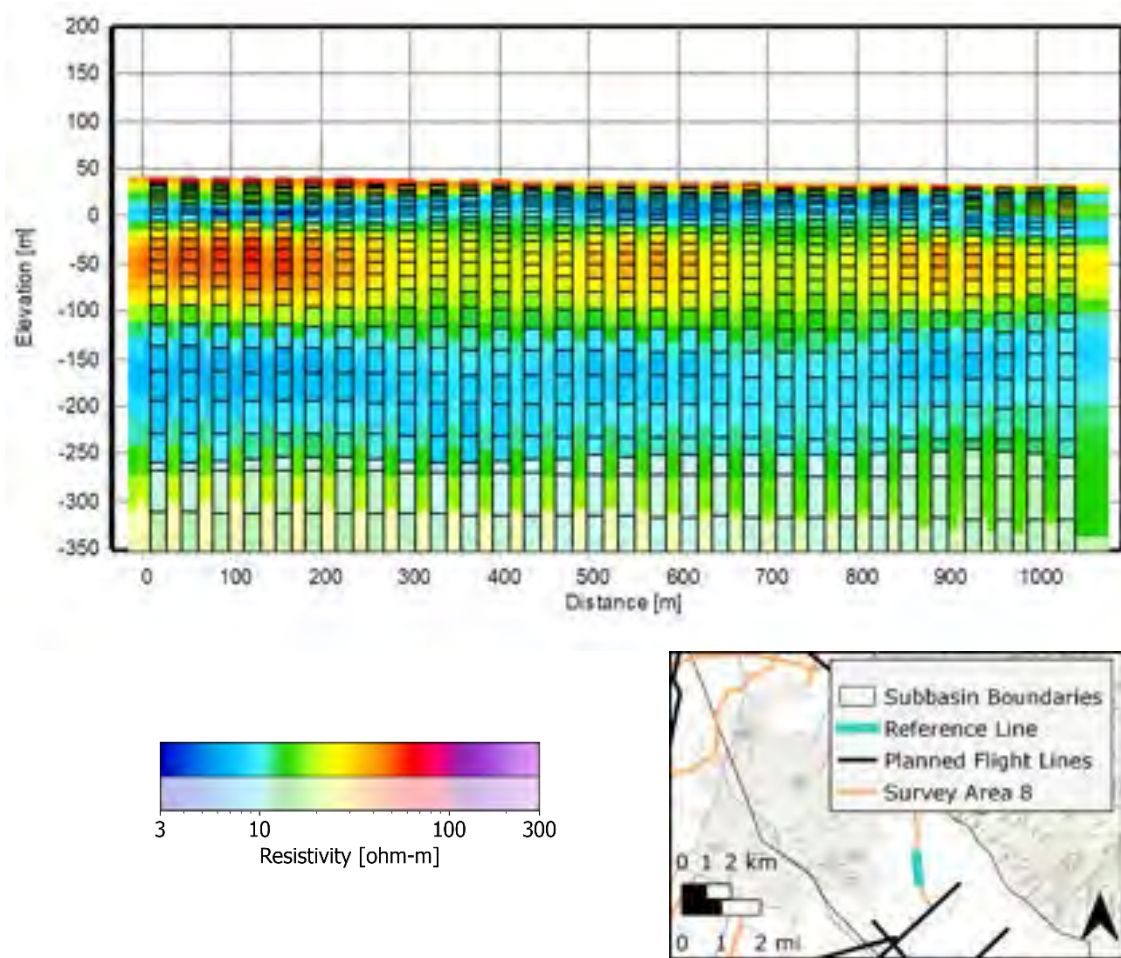 200
150
100
50
0
-50
-100
-150
-200
-250
-300
-350
Elevation [m]
0 100 200 300 400 500 600 700 800 900 1000
Distance [m]
Subbasin Boundaries
Reference Line
Planned Flight Lines
Survey Area 8
3 10 100 300
Resistivity [ohm-m]
0 1 2 km
0 1 2 mi